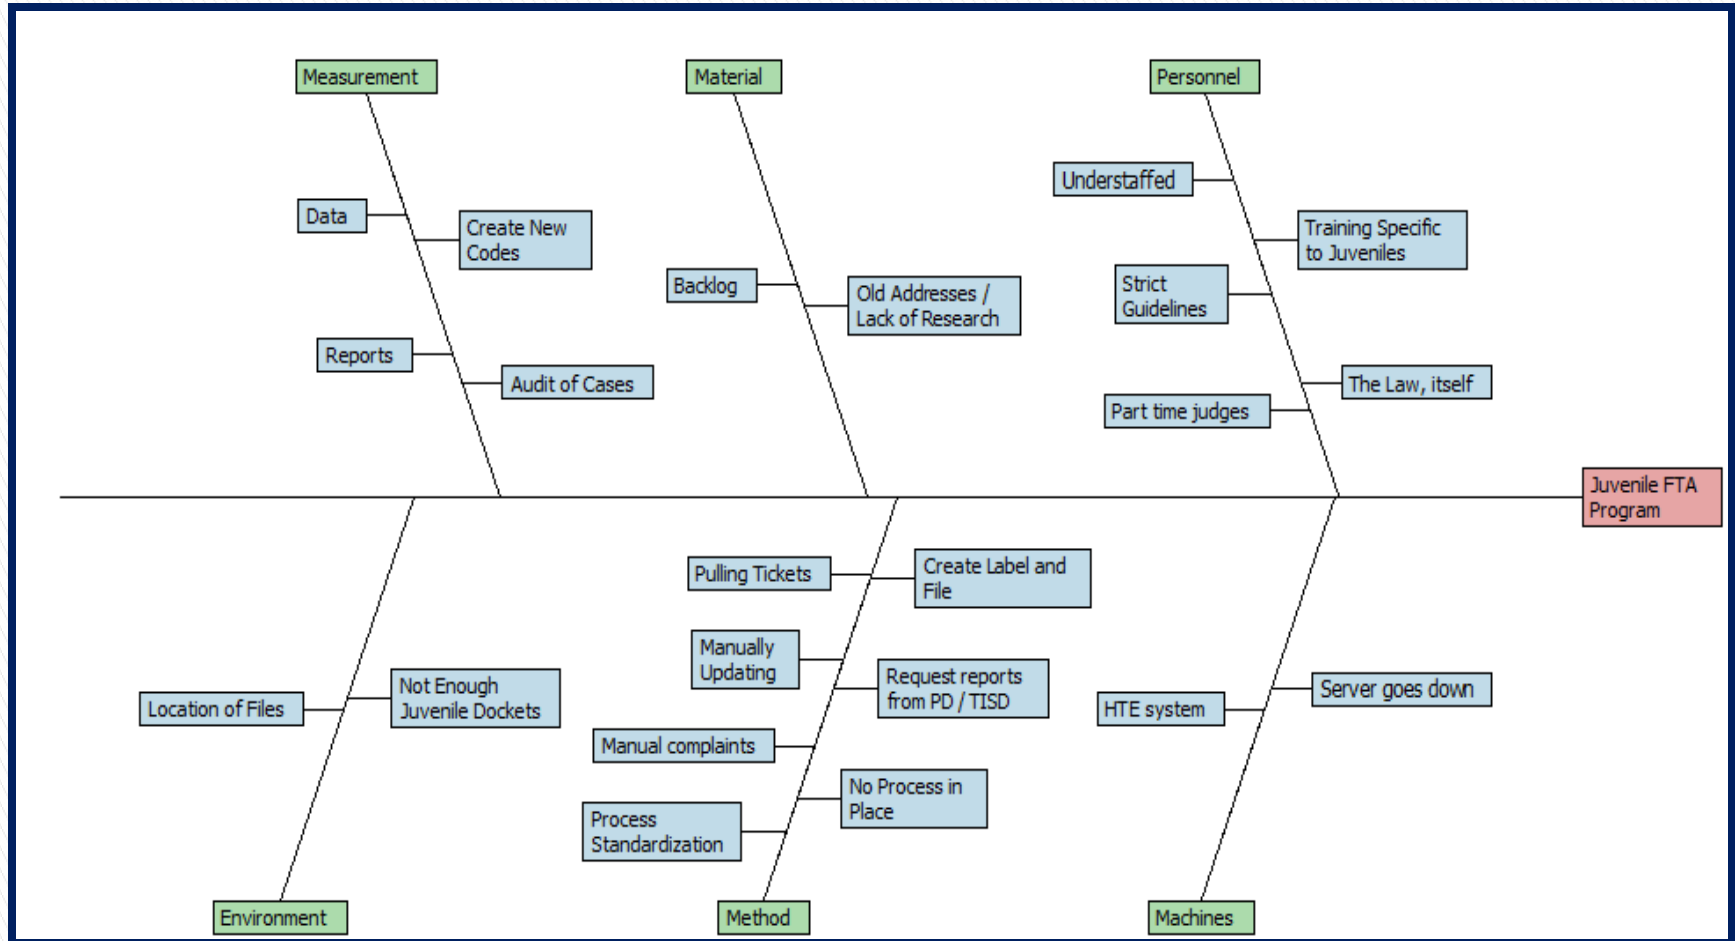 Measurement
Material
Personnel
Understaffed
Data
Create New
Codes
Training Specific
to Juveniles
Backlog
Old Addresses /
Lack of Research
Strict
Guidelines
Reports
Audit of Cases
The Law, itself
Part time judges
Juvenile FTA
Program
Pulling Tickets
Create Label and
File
Manually
Updating
Request reports
from PD / TISD
Not Enough
Juvenile Dockets
Location of Files
Server goes down
HTE system
Manual complaints
No Process in
Place
Process
Standardization
Environment
Method
Machines